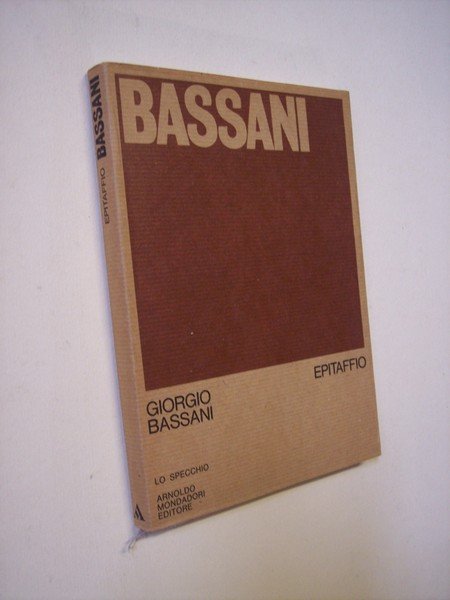 BASSANI
GIORGIO
BASSANI
EPITAFFIO
LO SPECCHIO
ARNOLDO
MONDADORI
EDITORE
EPITAFFIO BASSANI